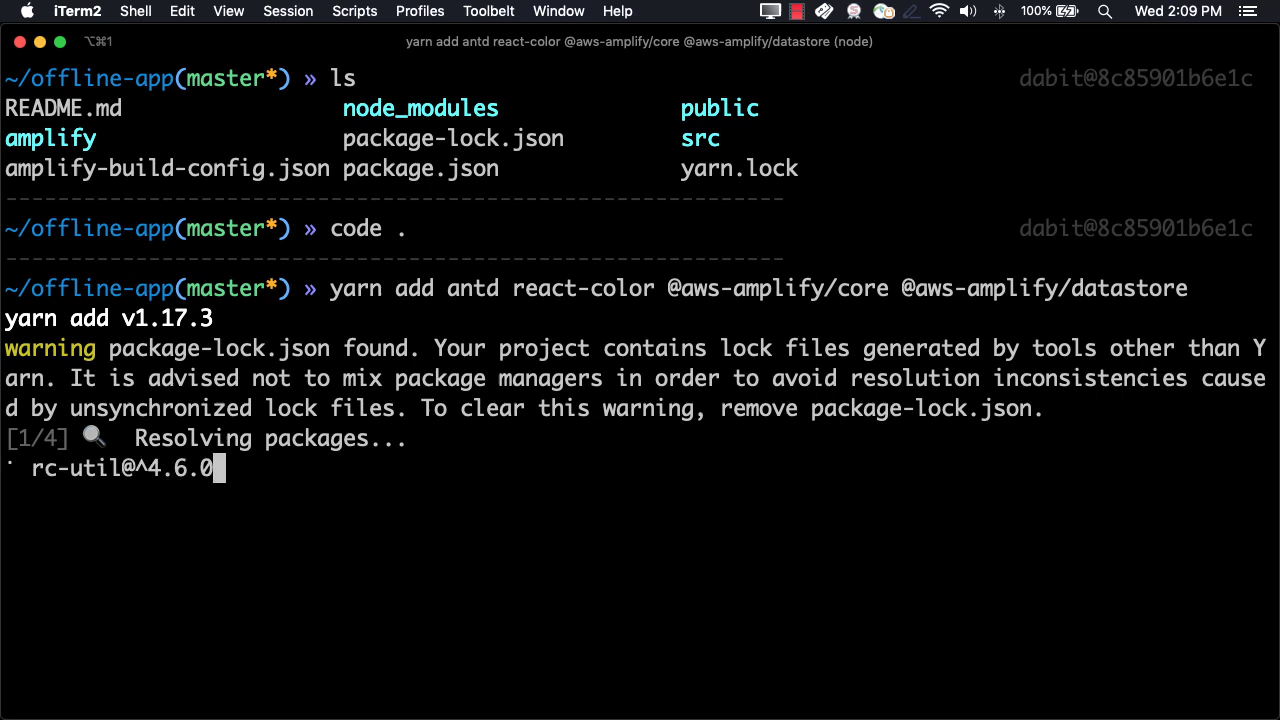 iTerm2 Shell Edit View Session Scripts Profiles Toolbelt Window Help 100% Wed 2:09 PM
⌥⌘1 yarn add antd react-color @aws-amplify/core @aws-amplify/datastore (node)
~/offline-app(master*) » ls dabit@8c85901b6e1c
README.md node_modules public
amplify package-lock.json src
amplify-build-config.json package.json yarn.lock
------------------------------------------------------------
~/offline-app(master*) » code . dabit@8c85901b6e1c
------------------------------------------------------------
~/offline-app(master*) » yarn add antd react-color @aws-amplify/core @aws-amplify/datastore
yarn add v1.17.3
warning package-lock.json found. Your project contains lock files generated by tools other than Y
arn. It is advised not to mix package managers in order to avoid resolution inconsistencies cause
d by unsynchronized lock files. To clear this warning, remove package-lock.json.
[1/4] 🔍 Resolving packages...
⠁ rc-util@^4.6.0